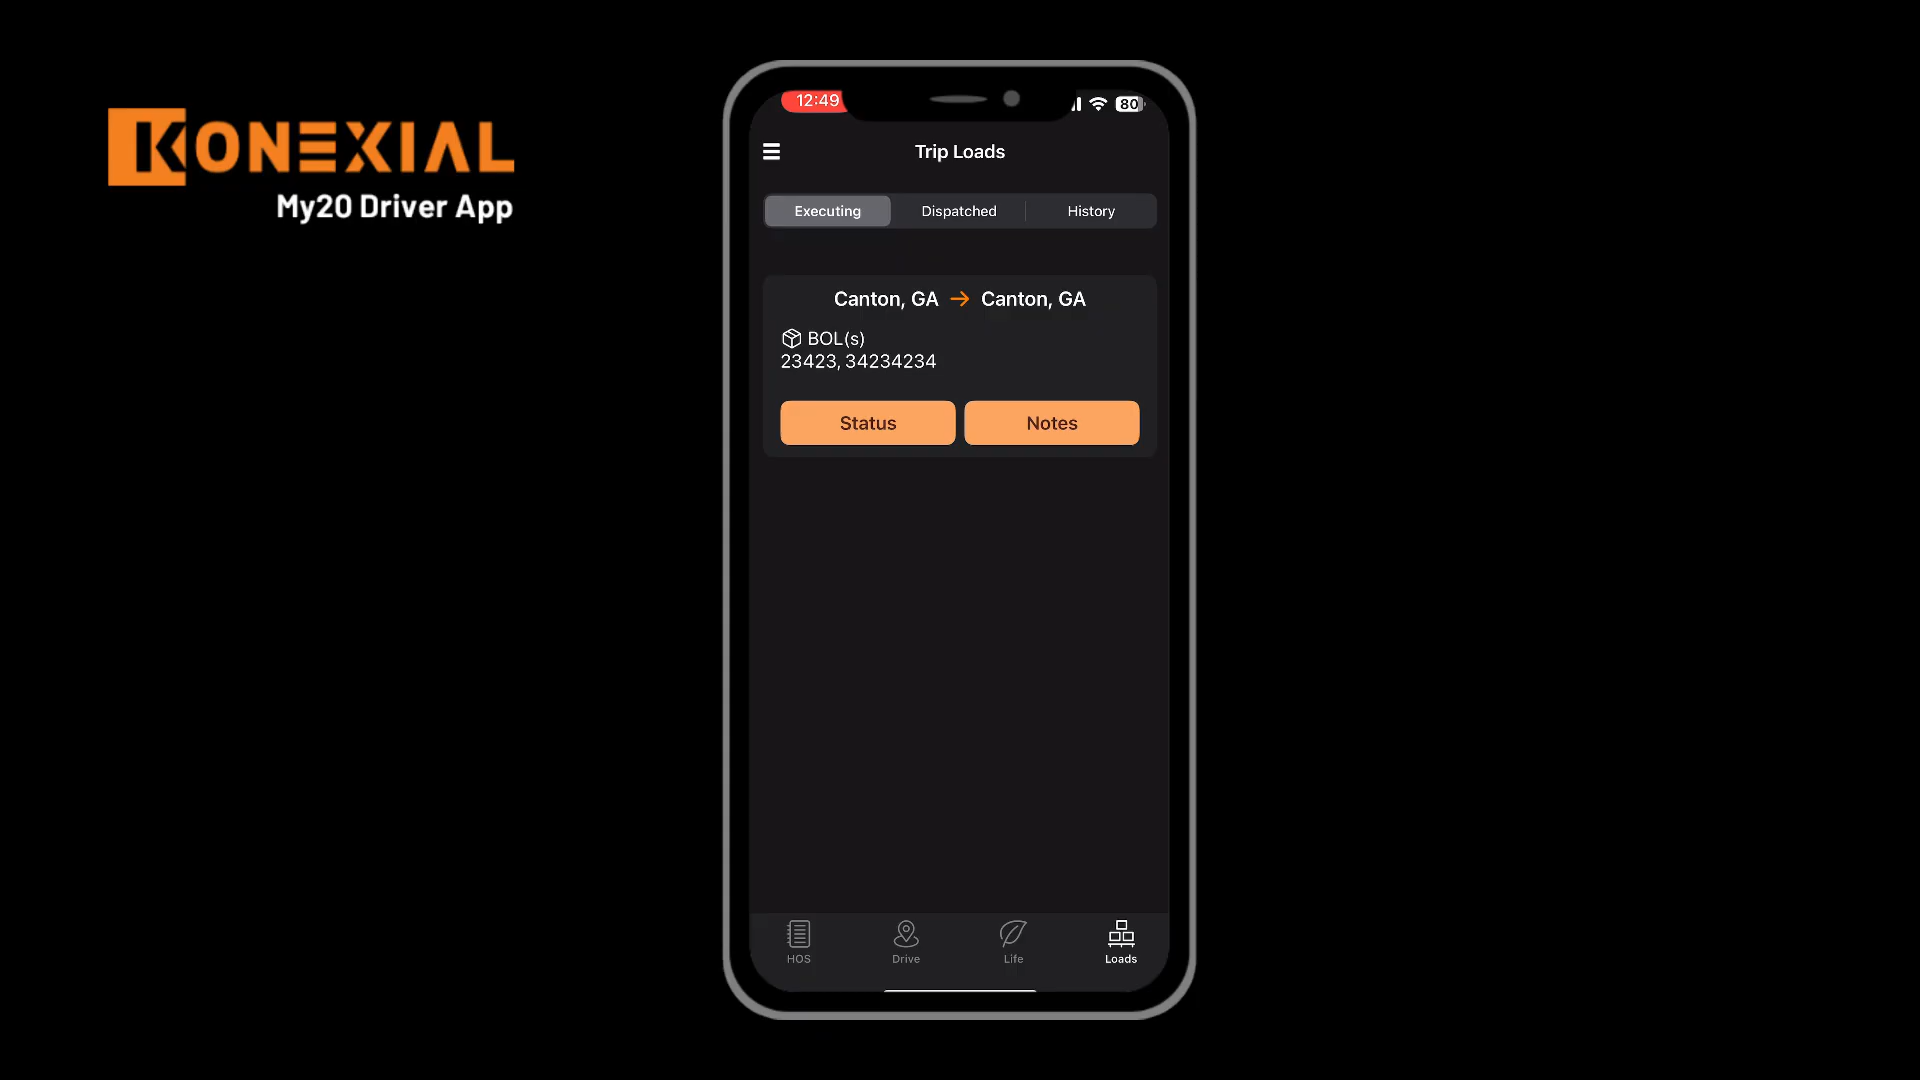 KONEXIAL
My20 Driver App
12:49
80
Trip Loads
Executing Dispatched History
Canton, GA → Canton, GA
BOL(s)
23423, 34234234
Status Notes
HOS Drive Life Loads